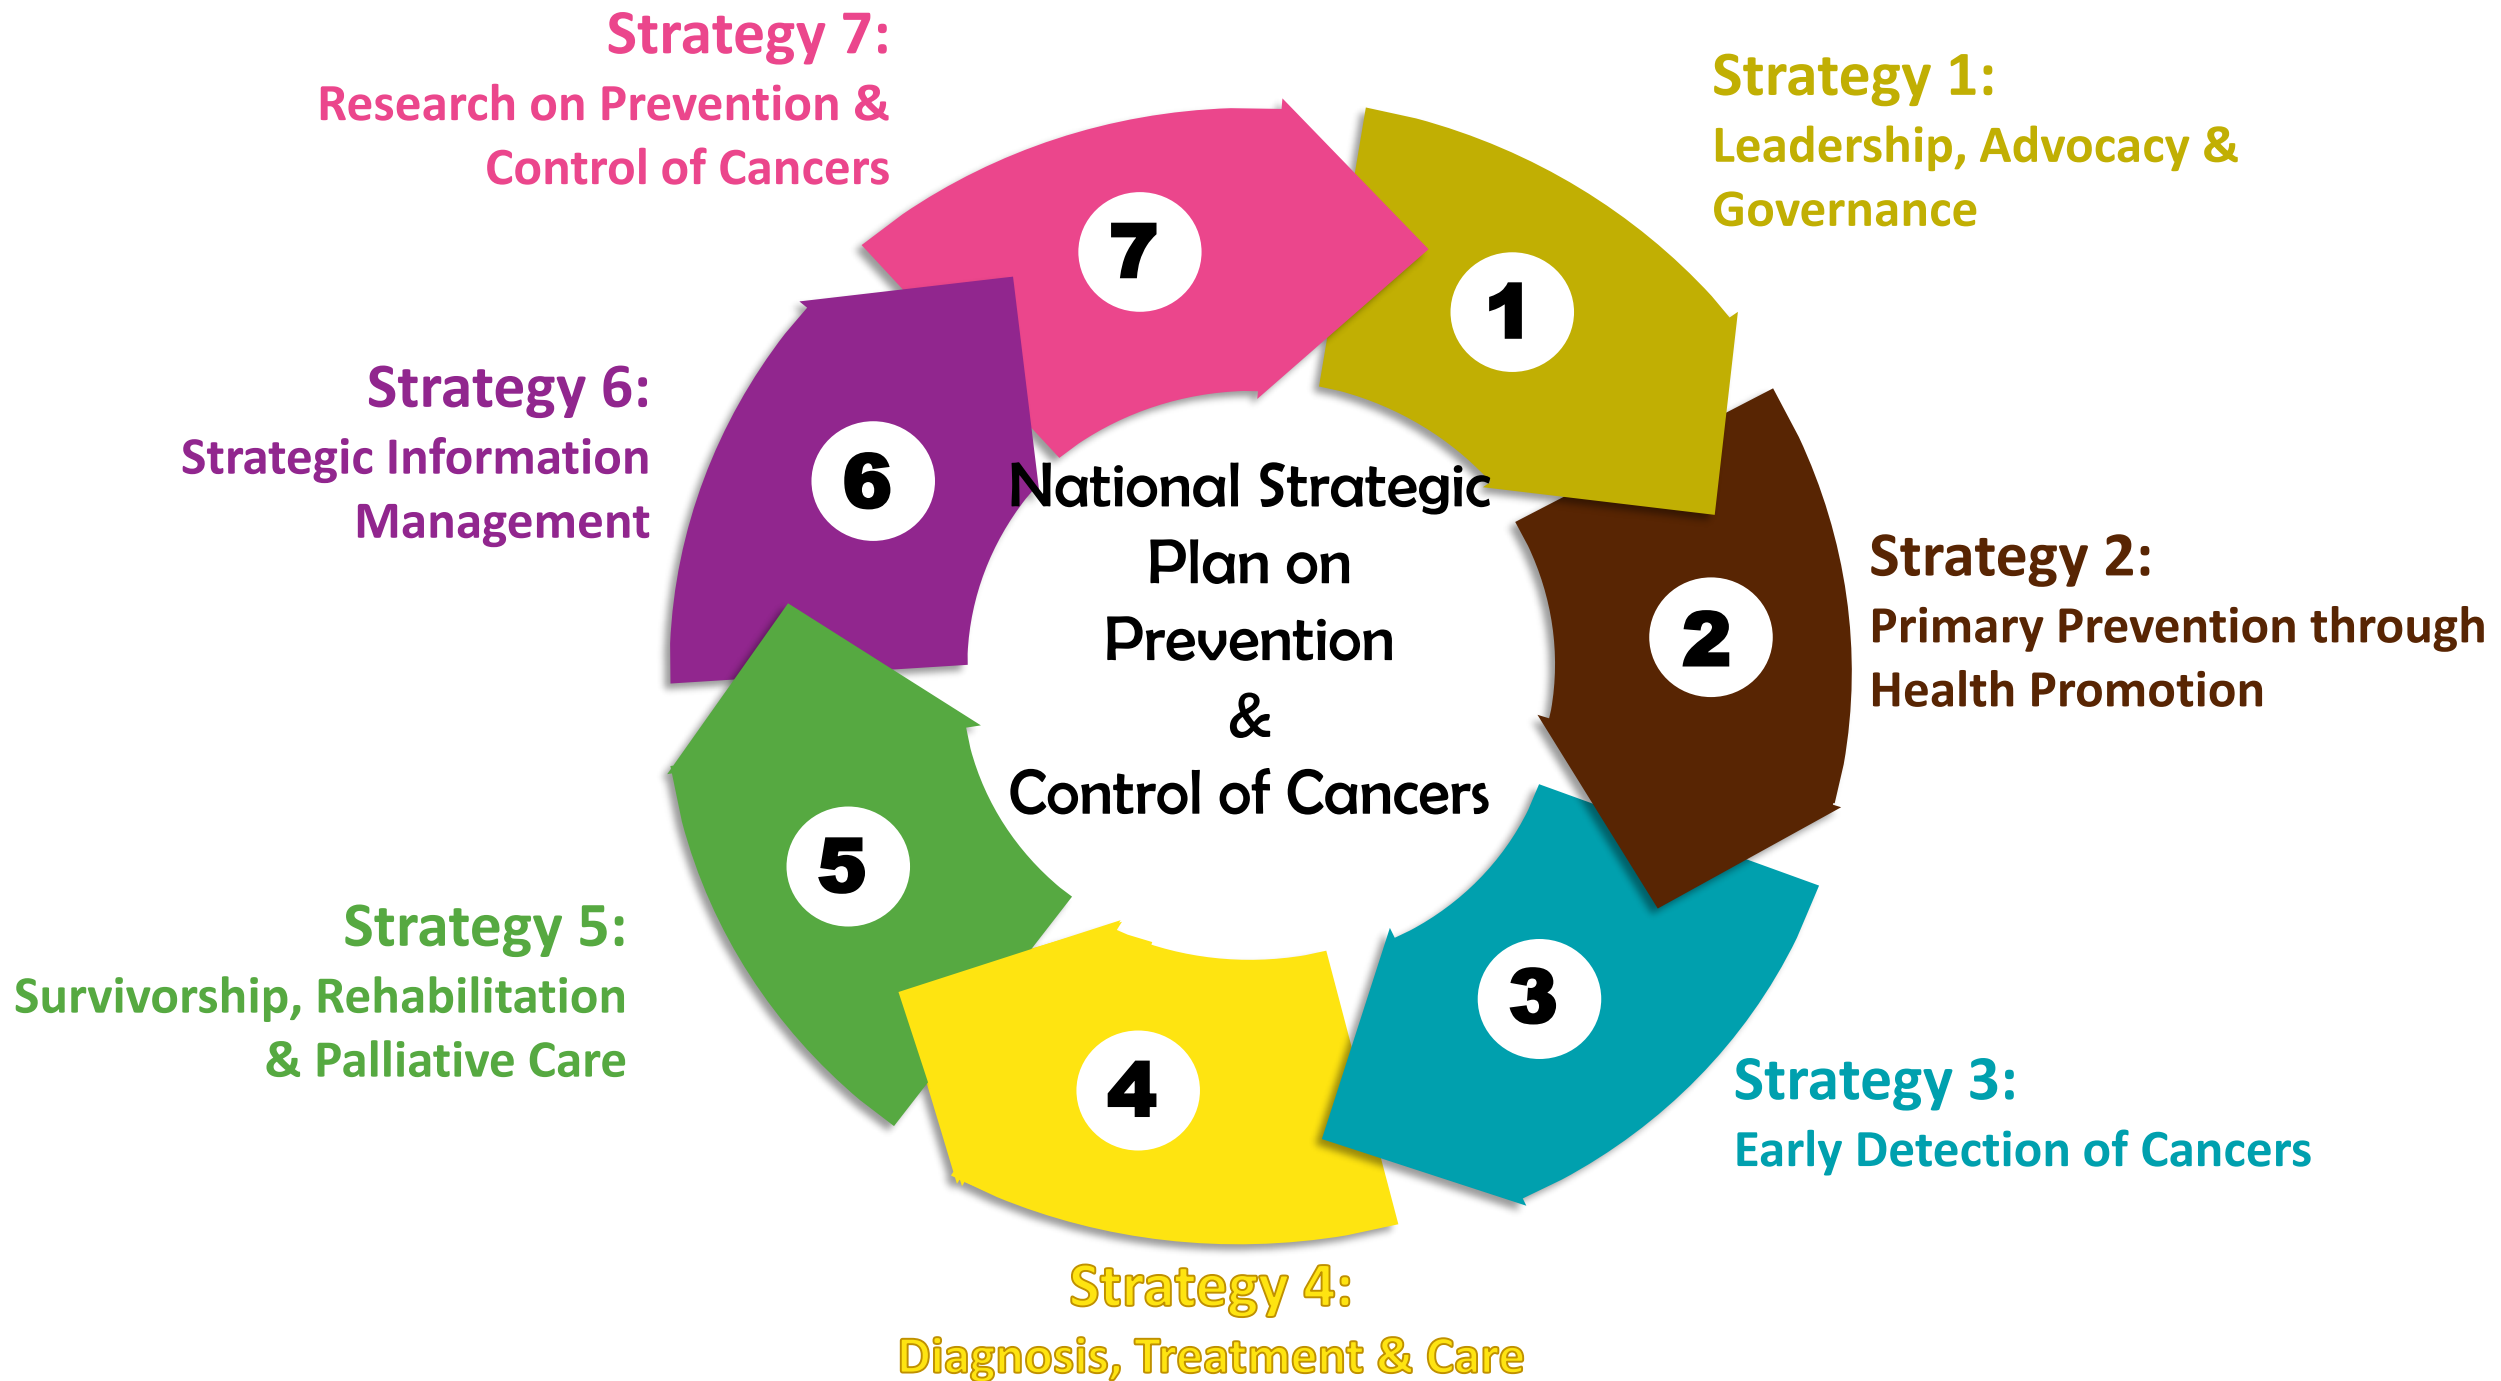 Strategy 7:
Research on Prevention &
Control of Cancers
Strategy 1:
Leadership, Advocacy &
Governance
7
1
Strategy 6:
Strategic Information
Management
6
National Strategic
Plan on
Prevention
&
Control of Cancers
Strategy 2:
Primary Prevention through
Health Promotion
2
5
Strategy 5:
Survivorship, Rehabilitation
& Palliative Care
3
Strategy 3:
Early Detection of Cancers
4
Strategy 4:
Diagnosis, Treatment & Care